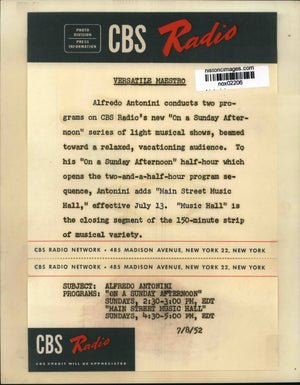 PHOTO
DIVISION
PRESS
INFORMATION
CBS Radio
historicimages.com
nox02206
VERSATILE MAESTRO
Alfredo Antonini conducts two pro-
grams on CBS Radio's new "On a Sunday After-
noon" series of light musical shows, beamed
toward a relaxed, vacationing audience. To
his "On a Sunday Afternoon" half-hour which
opens the two-and-a-half-hour program se-
quence, Antonini adds "Main Street Music
Hall," effective July 13. "Music Hall" is
the closing segment of the 150-minute strip
of musical variety.
CBS RADIO NETWORK • 485 MADISON AVENUE, NEW YORK 22, NEW YORK
CBS RADIO NETWORK • 485 MADISON AVENUE, NEW YORK 22, NEW YORK
SUBJECT: ALFREDO ANTONINI
PROGRAMS: "ON A SUNDAY AFTERNOON"
SUNDAYS, 2:30-3:00 PM, EDT
"MAIN STREET MUSIC HALL"
SUNDAYS, 4:30-5:00 PM, EDT
7/8/52
CBS Radio
CBS CREDIT WILL BE APPRECIATED